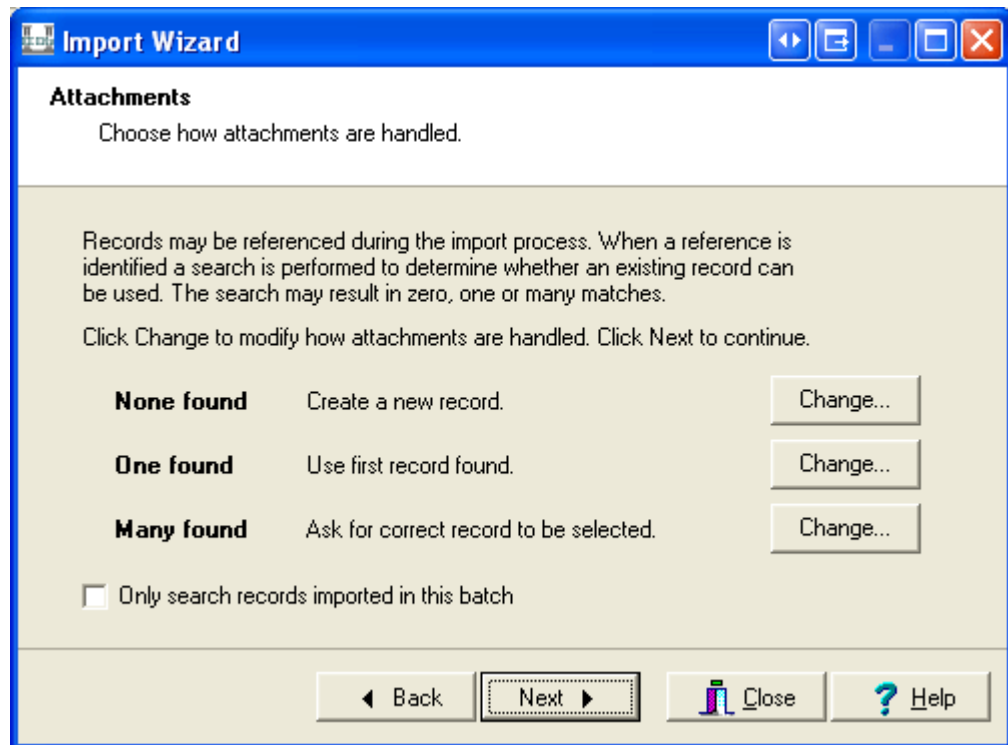 Import Wizard
Attachments
Choose how attachments are handled.
Records may be referenced during the import process. When a reference is
identified a search is performed to determine whether an existing record can
be used. The search may result in zero, one or many matches.
Click Change to modify how attachments are handled. Click Next to continue.
None found Create a new record. Change...
One found Use first record found. Change...
Many found Ask for correct record to be selected. Change...
Only search records imported in this batch
Back Next Close Help